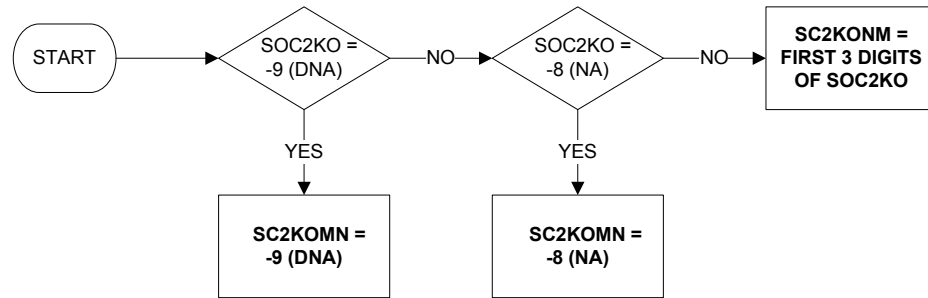 START
SOC2KO =
-9 (DNA)
NO
SOC2KO =
-8 (NA)
NO
SC2KONM =
FIRST 3 DIGITS
OF SOC2KO
YES
YES
SC2KOMN =
-9 (DNA)
SC2KOMN =
-8 (NA)